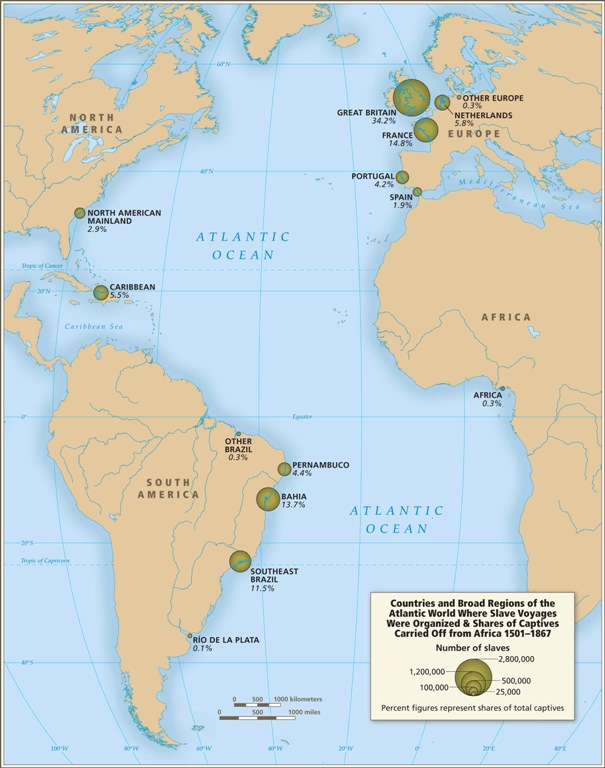 60°N
NORTH
AMERICA
GREAT BRITAIN
34.2%
OTHER EUROPE
0.3%
NETHERLANDS
5.8%
FRANCE
14.8%
EUROPE
40°N
PORTUGAL
4.2%
SPAIN
1.9%
Mediterranean Sea
NORTH AMERICAN
MAINLAND
2.9%
ATLANTIC
OCEAN
Tropic of Cancer
20°N
CARIBBEAN
5.5%
Caribbean Sea
AFRICA
AFRICA
0.3%
0°
Equator
OTHER
BRAZIL
0.3%
PERNAMBUCO
4.4%
SOUTH
AMERICA
BAHIA
13.7%
ATLANTIC
OCEAN
20°S
Tropic of Capricorn
SOUTHEAST
BRAZIL
11.5%
RÍO DE LA PLATA
0.1%
40°S
Countries and Broad Regions of the
Atlantic World Where Slave Voyages
Were Organized & Shares of Captives
Carried Off from Africa 1501–1867
Number of slaves
2,800,000
1,200,000
500,000
100,000
25,000
Percent figures represent shares of total captives
0 500 1000 kilometers
0 500 1000 miles
100°W 80°W 60°W 40°W 20°W 0° 20°E 40°E